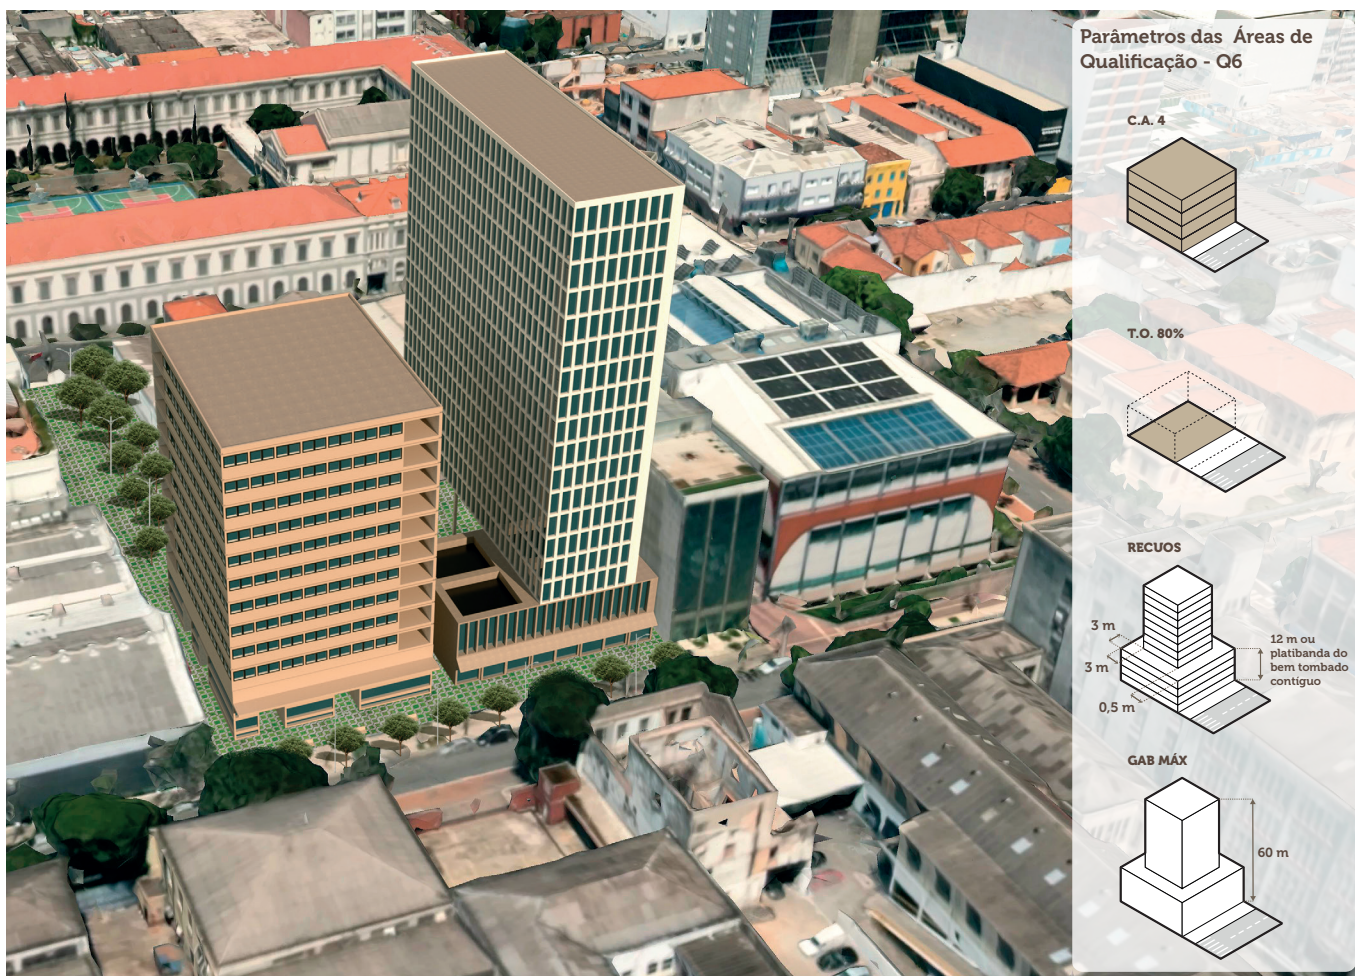 Parâmetros das Áreas de
Qualificação - Q6
C.A. 4
T.O. 80%
RECUOS
3 m
3 m
0,5 m
12 m ou
platibanda do
bem tombado
contíguo
GAB MÁX
60 m